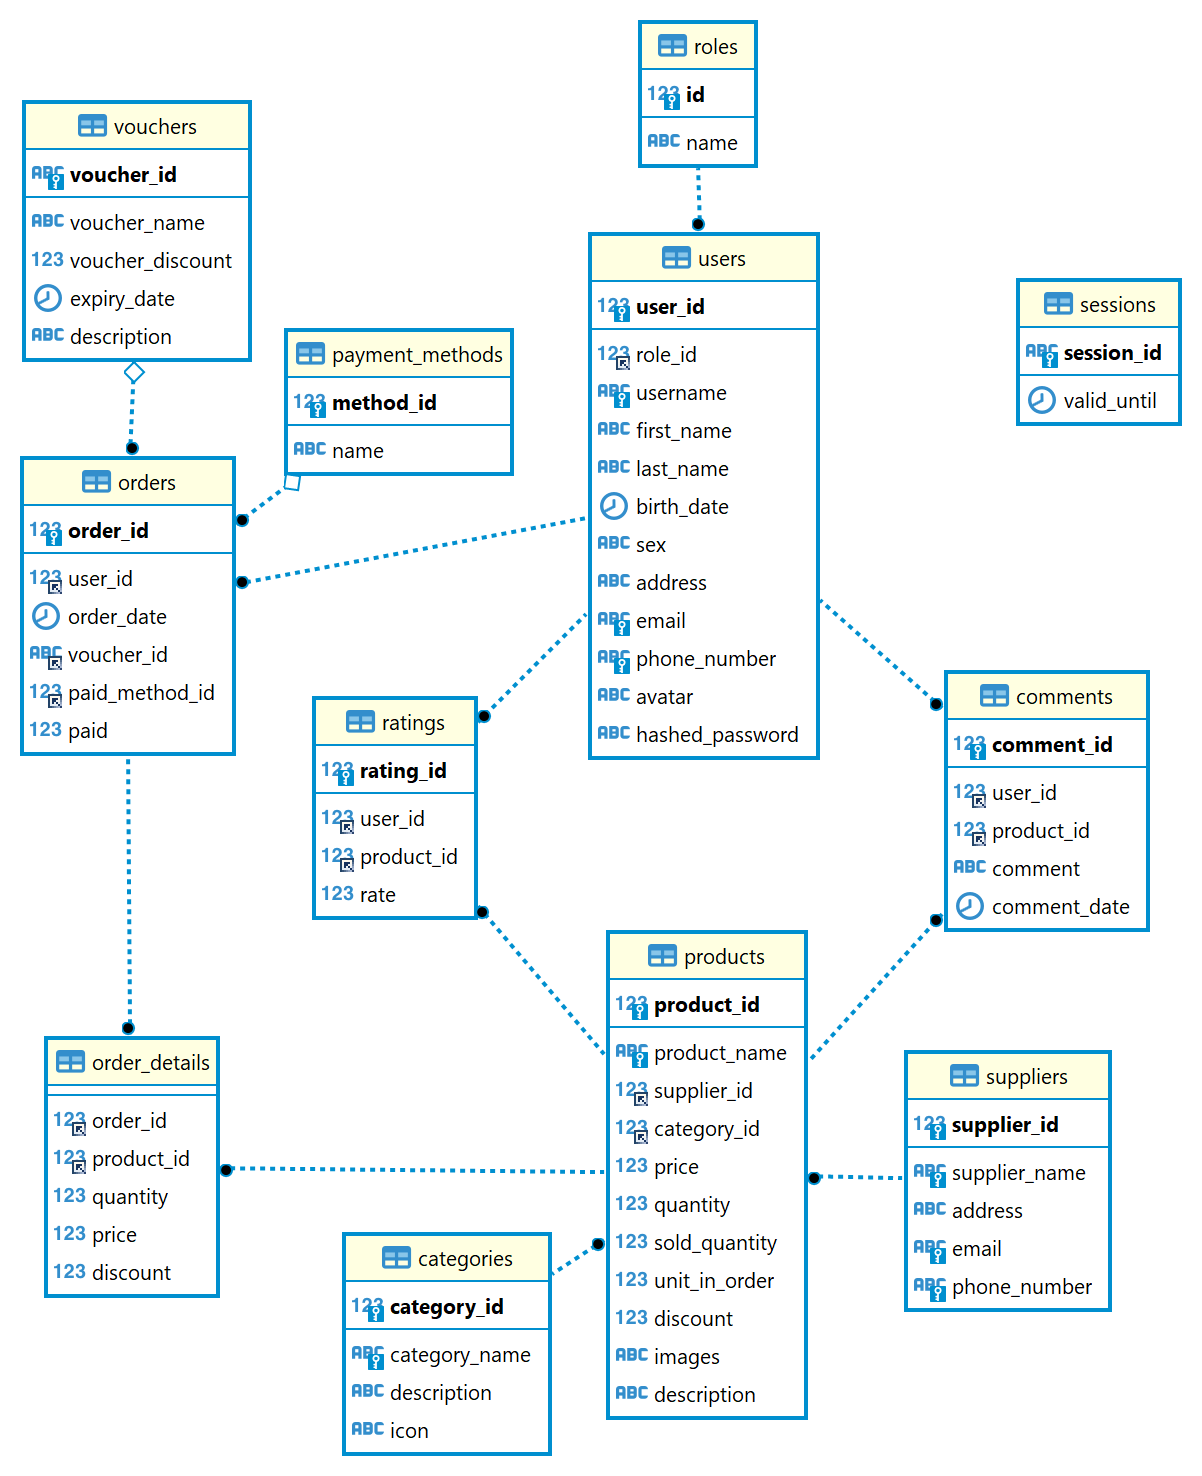 roles
123 id
ABC name
vouchers
ABC voucher_id
ABC voucher_name
123 voucher_discount
expiry_date
ABC description
users
123 user_id
123 role_id
ABC username
ABC first_name
ABC last_name
birth_date
ABC sex
ABC address
ABC email
ABC phone_number
ABC avatar
ABC hashed_password
sessions
ABC session_id
valid_until
payment_methods
123 method_id
ABC name
orders
123 order_id
123 user_id
order_date
ABC voucher_id
123 paid_method_id
123 paid
ratings
123 rating_id
123 user_id
123 product_id
123 rate
comments
123 comment_id
123 user_id
123 product_id
ABC comment
comment_date
products
123 product_id
ABC product_name
123 supplier_id
123 category_id
123 price
123 quantity
123 sold_quantity
123 unit_in_order
123 discount
ABC images
ABC description
order_details
123 order_id
123 product_id
123 quantity
123 price
123 discount
suppliers
123 supplier_id
ABC supplier_name
ABC address
ABC email
ABC phone_number
categories
123 category_id
ABC category_name
ABC description
ABC icon